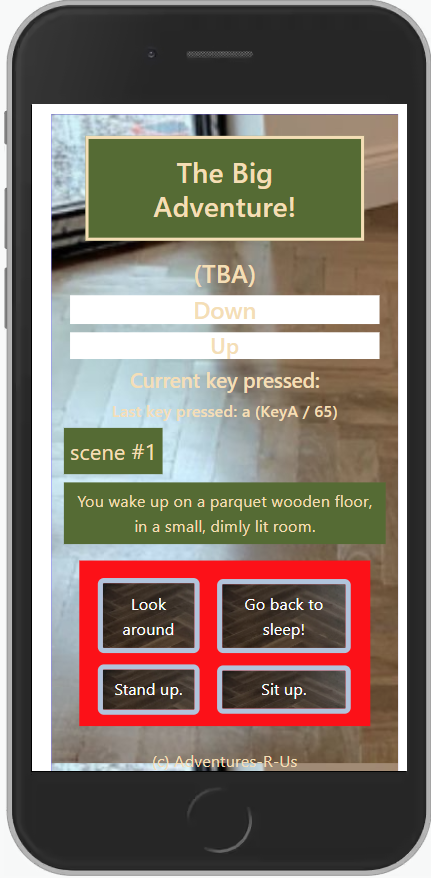 The Big
Adventure!
(TBA)
Down
Up
Current key pressed:
Last key pressed: a (KeyA / 65)
scene #1
You wake up on a parquet wooden floor,
in a small, dimly lit room.
Look
around
Go back to
sleep!
Stand up.
Sit up.
(c) Adventures-R-Us